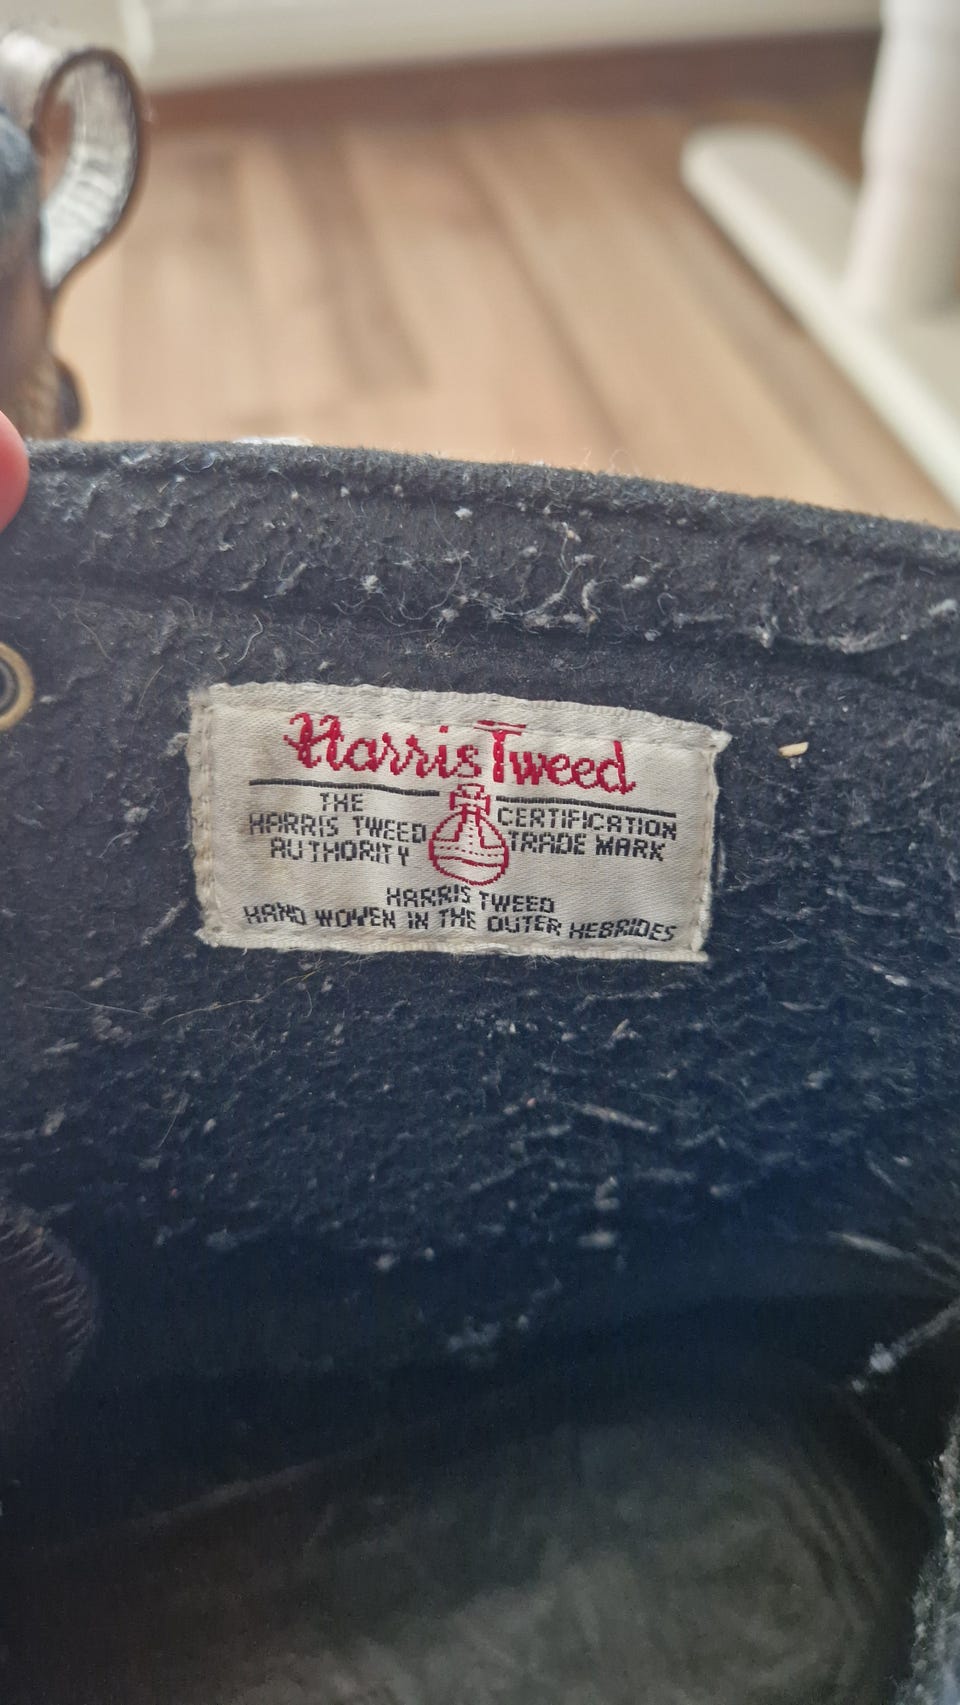 Harris Tweed
THE
HARRIS TWEED
AUTHORITY
CERTIFICATION
TRADE MARK
HARRIS TWEED
HAND WOVEN IN THE OUTER HEBRIDES